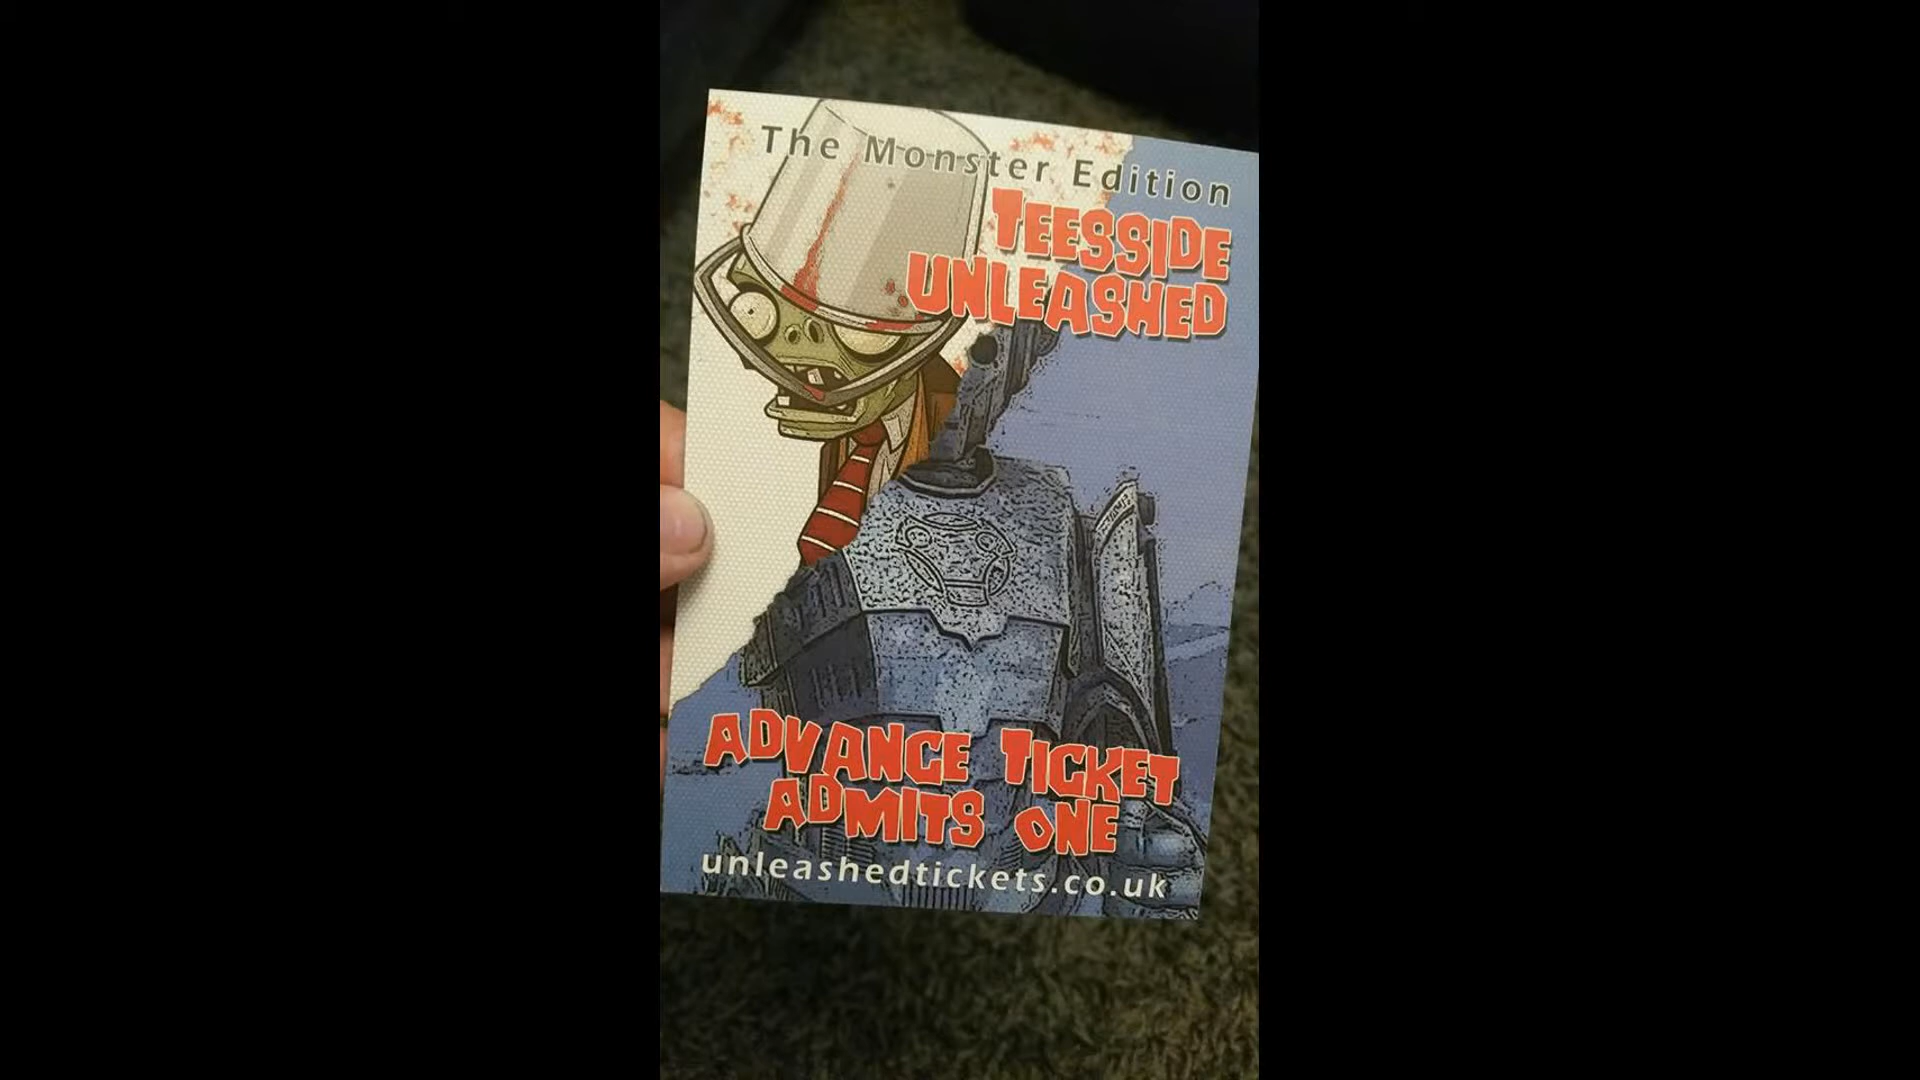 The Monster Edition
TEESSIDE
UNLEASHED
ADVANCE TICKET
ADMITS ONE
unleashedtickets.co.uk